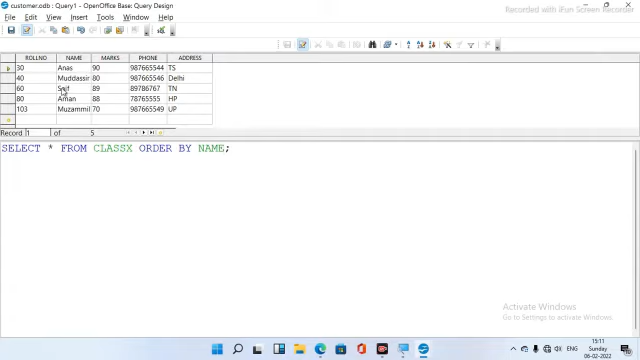 customer.odb : Query1 - OpenOffice Base: Query Design
Recorded with iFun Screen Recorder
File Edit View Insert Tools Window Help
ROLLNO NAME MARKS PHONE ADDRESS
30 Anas 90 987665544 TS
40 Muddassir 80 987665546 Delhi
60 Saif 89 89786767 TN
80 Aman 88 78765555 HP
103 Muzammil 70 987665549 UP
Record 1 of 5
SELECT * FROM CLASSX ORDER BY NAME;
Activate Windows
Go to Settings to activate Windows.
ENG
15:11
Sunday
06-02-2022